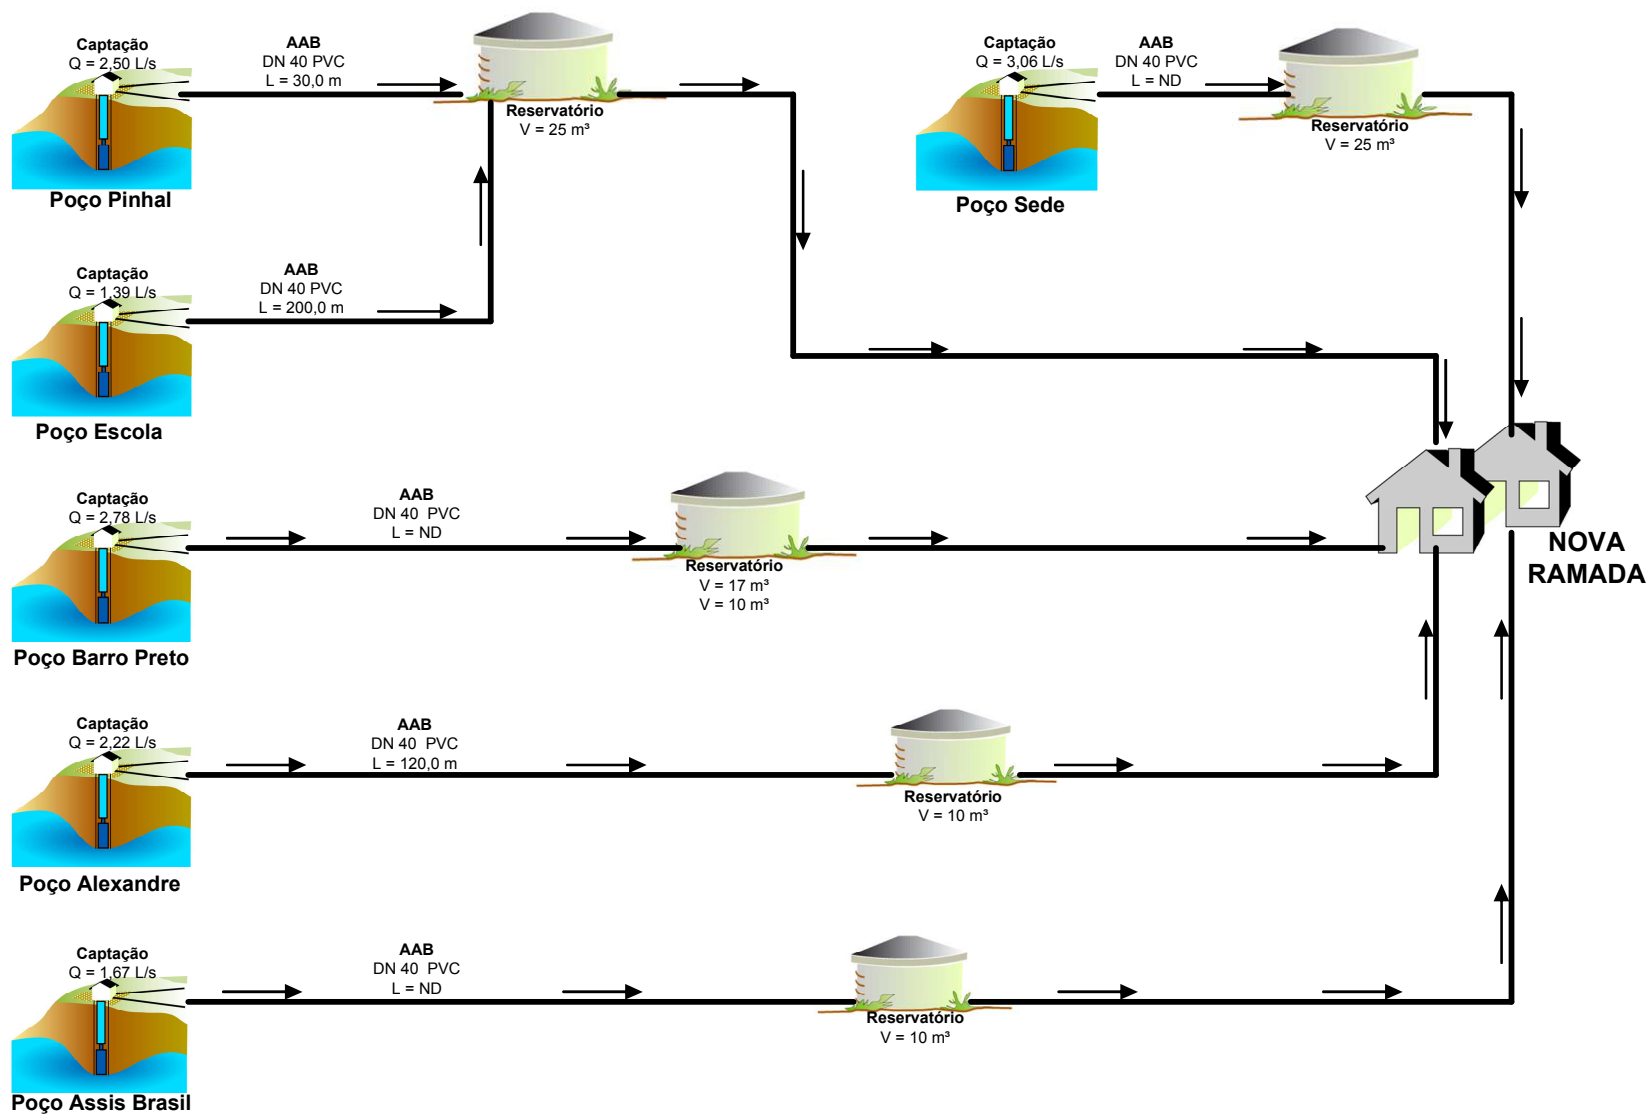 Captação
Q = 2,50 L/s
AAB
DN 40 PVC
L = 30,0 m
Reservatório
V = 25 m³
Poço Pinhal
Captação
Q = 3,06 L/s
AAB
DN 40 PVC
L = ND
Reservatório
V = 25 m³
Poço Sede
Captação
Q = 1,39 L/s
AAB
DN 40 PVC
L = 200,0 m
Poço Escola
Captação
Q = 2,78 L/s
AAB
DN 40  PVC
L = ND
Reservatório
V = 17 m³
V = 10 m³
Poço Barro Preto
NOVA
RAMADA
Captação
Q = 2,22 L/s
AAB
DN 40  PVC
L = 120,0 m
Reservatório
V = 10 m³
Poço Alexandre
Captação
Q = 1,67 L/s
AAB
DN 40  PVC
L = ND
Reservatório
V = 10 m³
Poço Assis Brasil